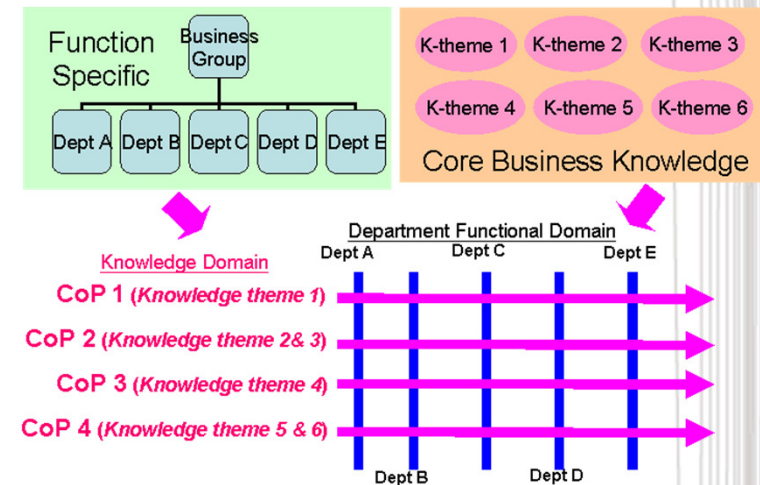 Function
Specific
Business
Group
Dept A
Dept B
Dept C
Dept D
Dept E
K-theme 1
K-theme 2
K-theme 3
K-theme 4
K-theme 5
K-theme 6
Core Business Knowledge
Department Functional Domain
Dept A
Dept C
Dept E
Knowledge Domain
CoP 1 (Knowledge theme 1)
CoP 2 (Knowledge theme 2& 3)
CoP 3 (Knowledge theme 4)
CoP 4 (Knowledge theme 5 & 6)
Dept B
Dept D